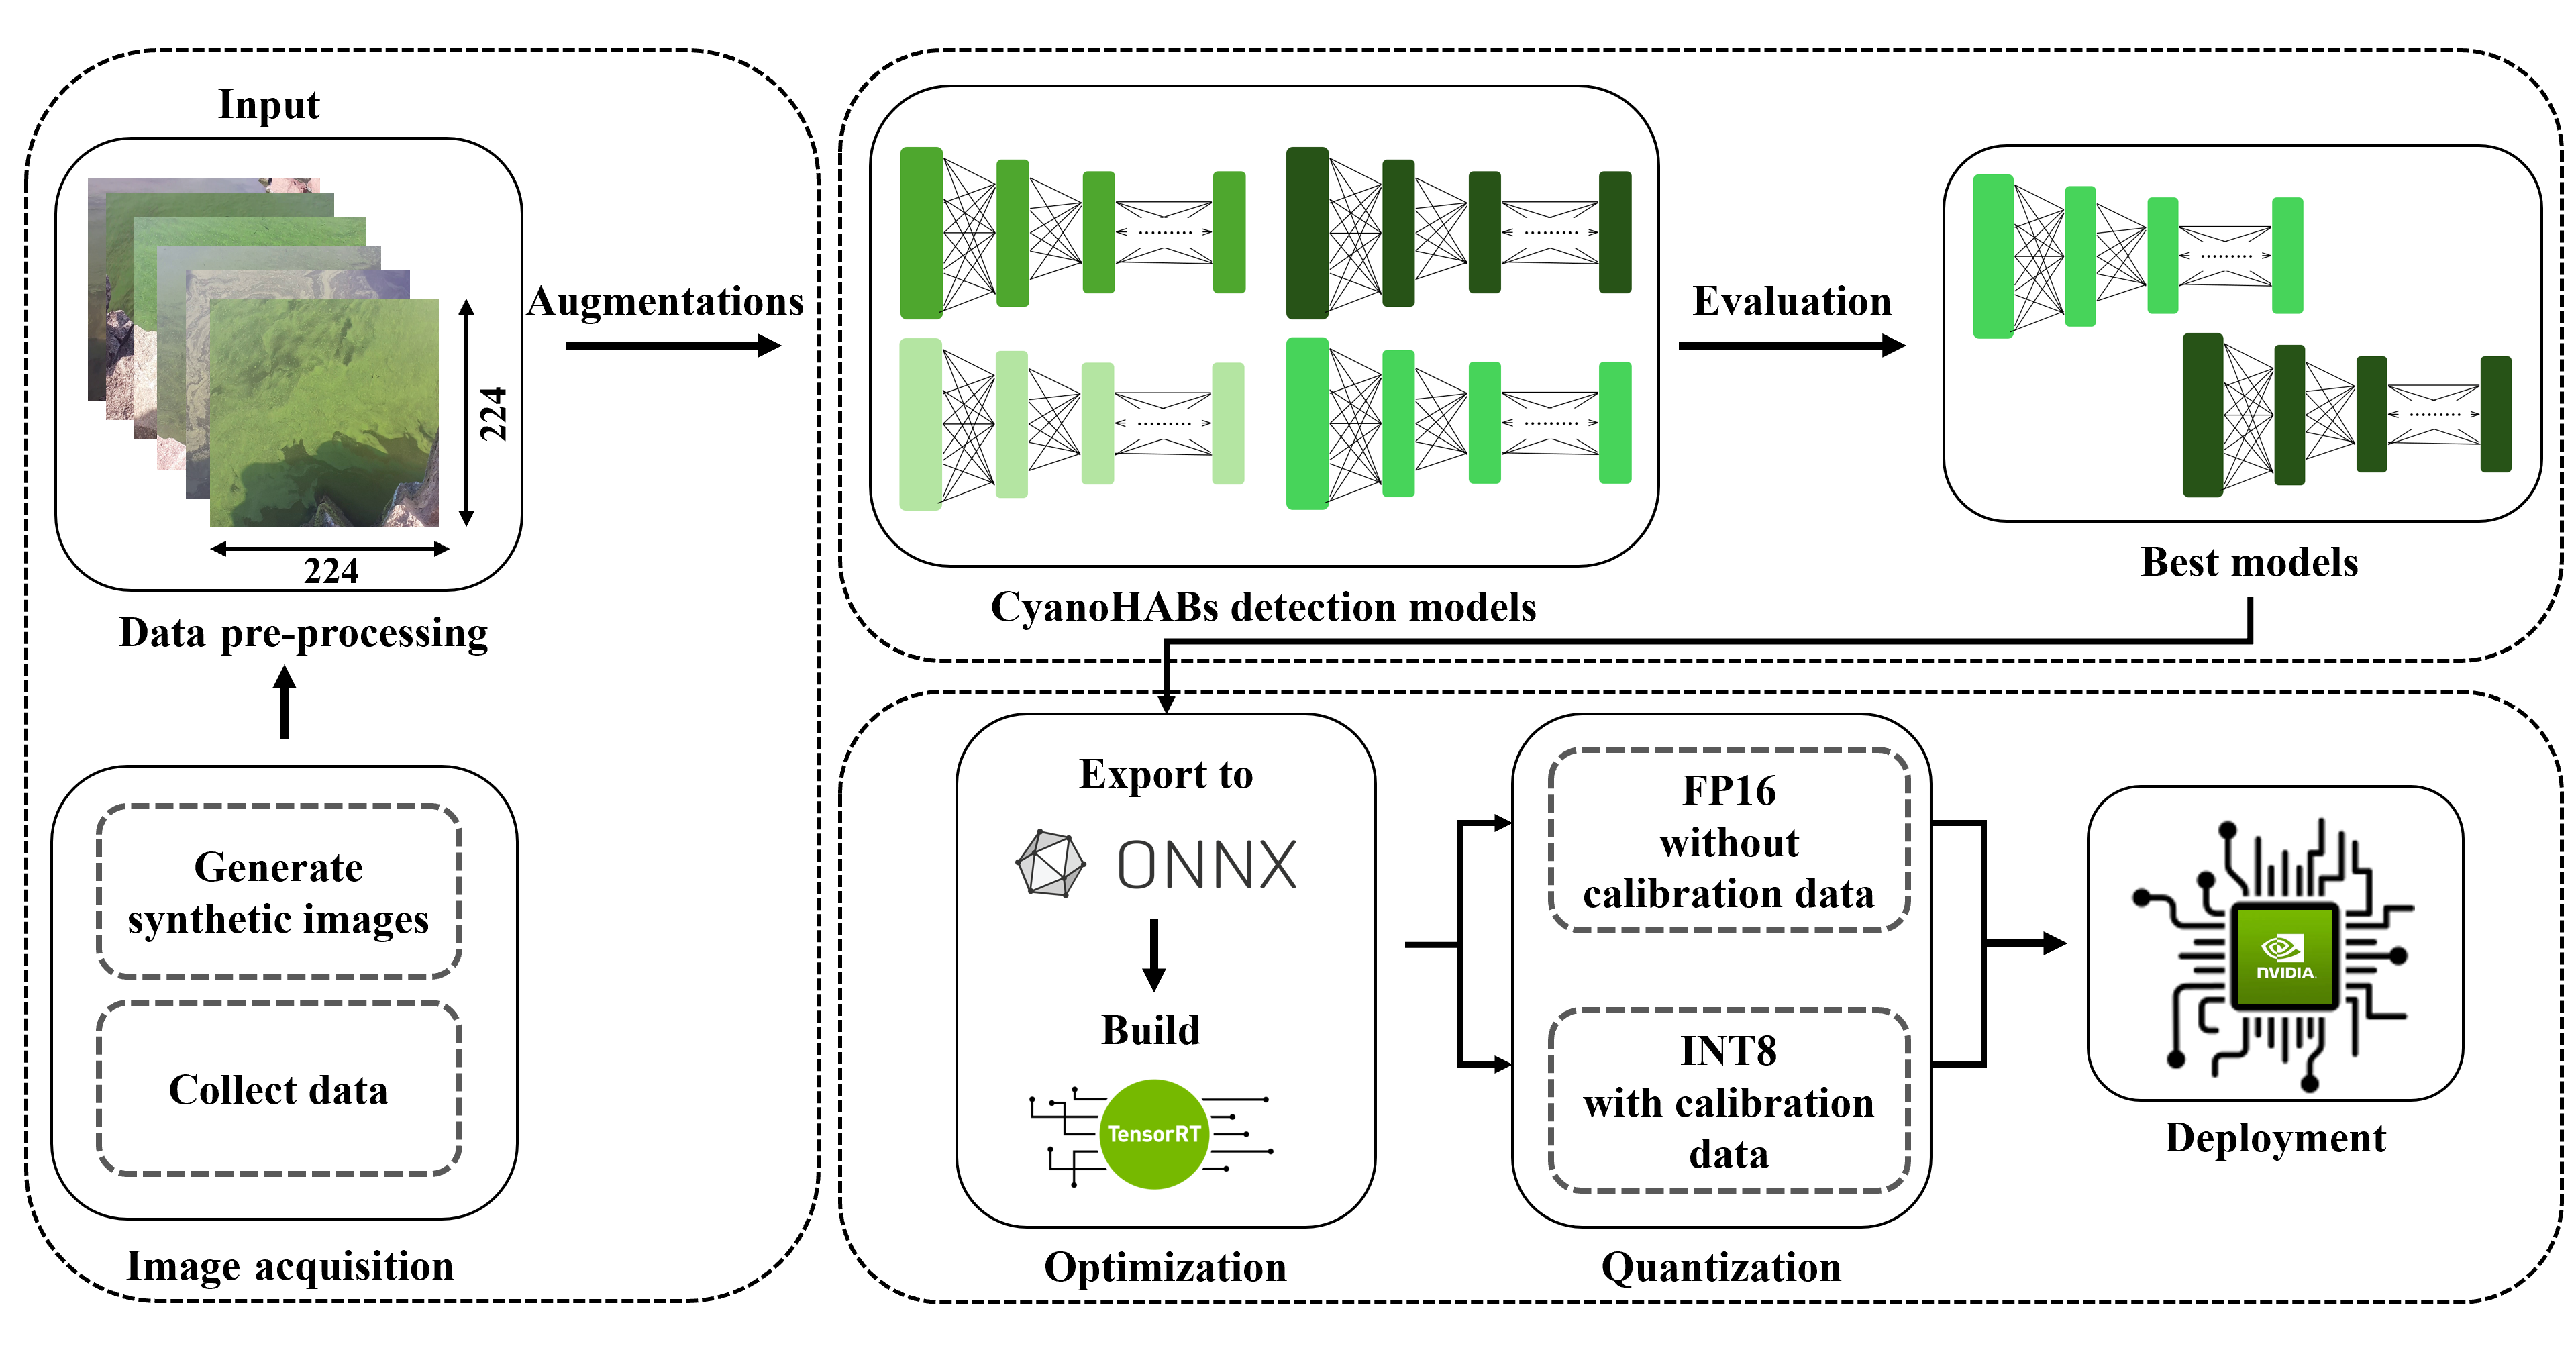 Input
224
224
Data pre-processing
Generate
synthetic images
Collect data
Image acquisition
Augmentations
CyanoHABs detection models
Evaluation
Best models
Export to
ONNX
Build
TensorRT
Optimization
FP16
without
calibration data
INT8
with calibration
data
Quantization
NVIDIA.
Deployment